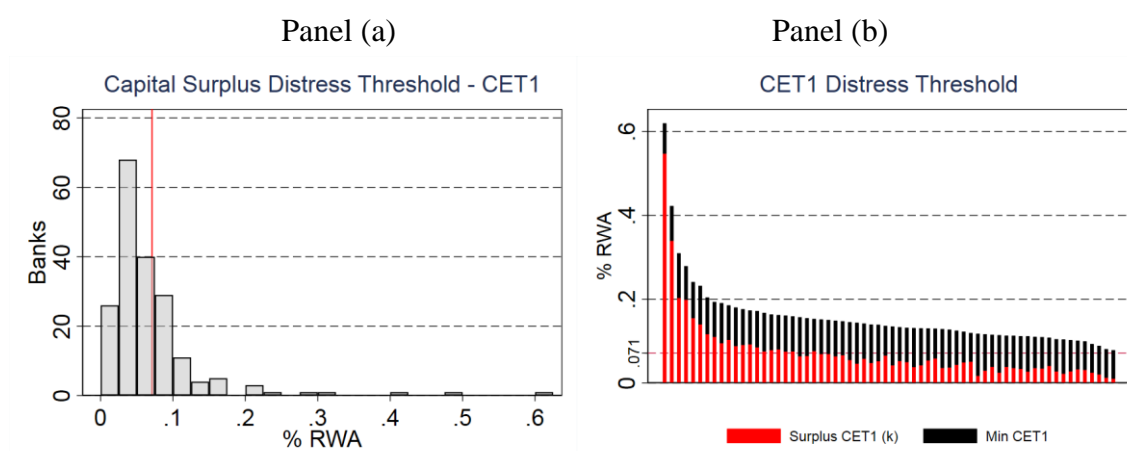 Panel (a)
Panel (b)
Capital Surplus Distress Threshold - CET1
80
60
40
20
0
Banks
0 .1 .2 .3 .4 .5 .6
% RWA
CET1 Distress Threshold
.6
.4
.2
.071
0
% RWA
Surplus CET1 (k)
Min CET1